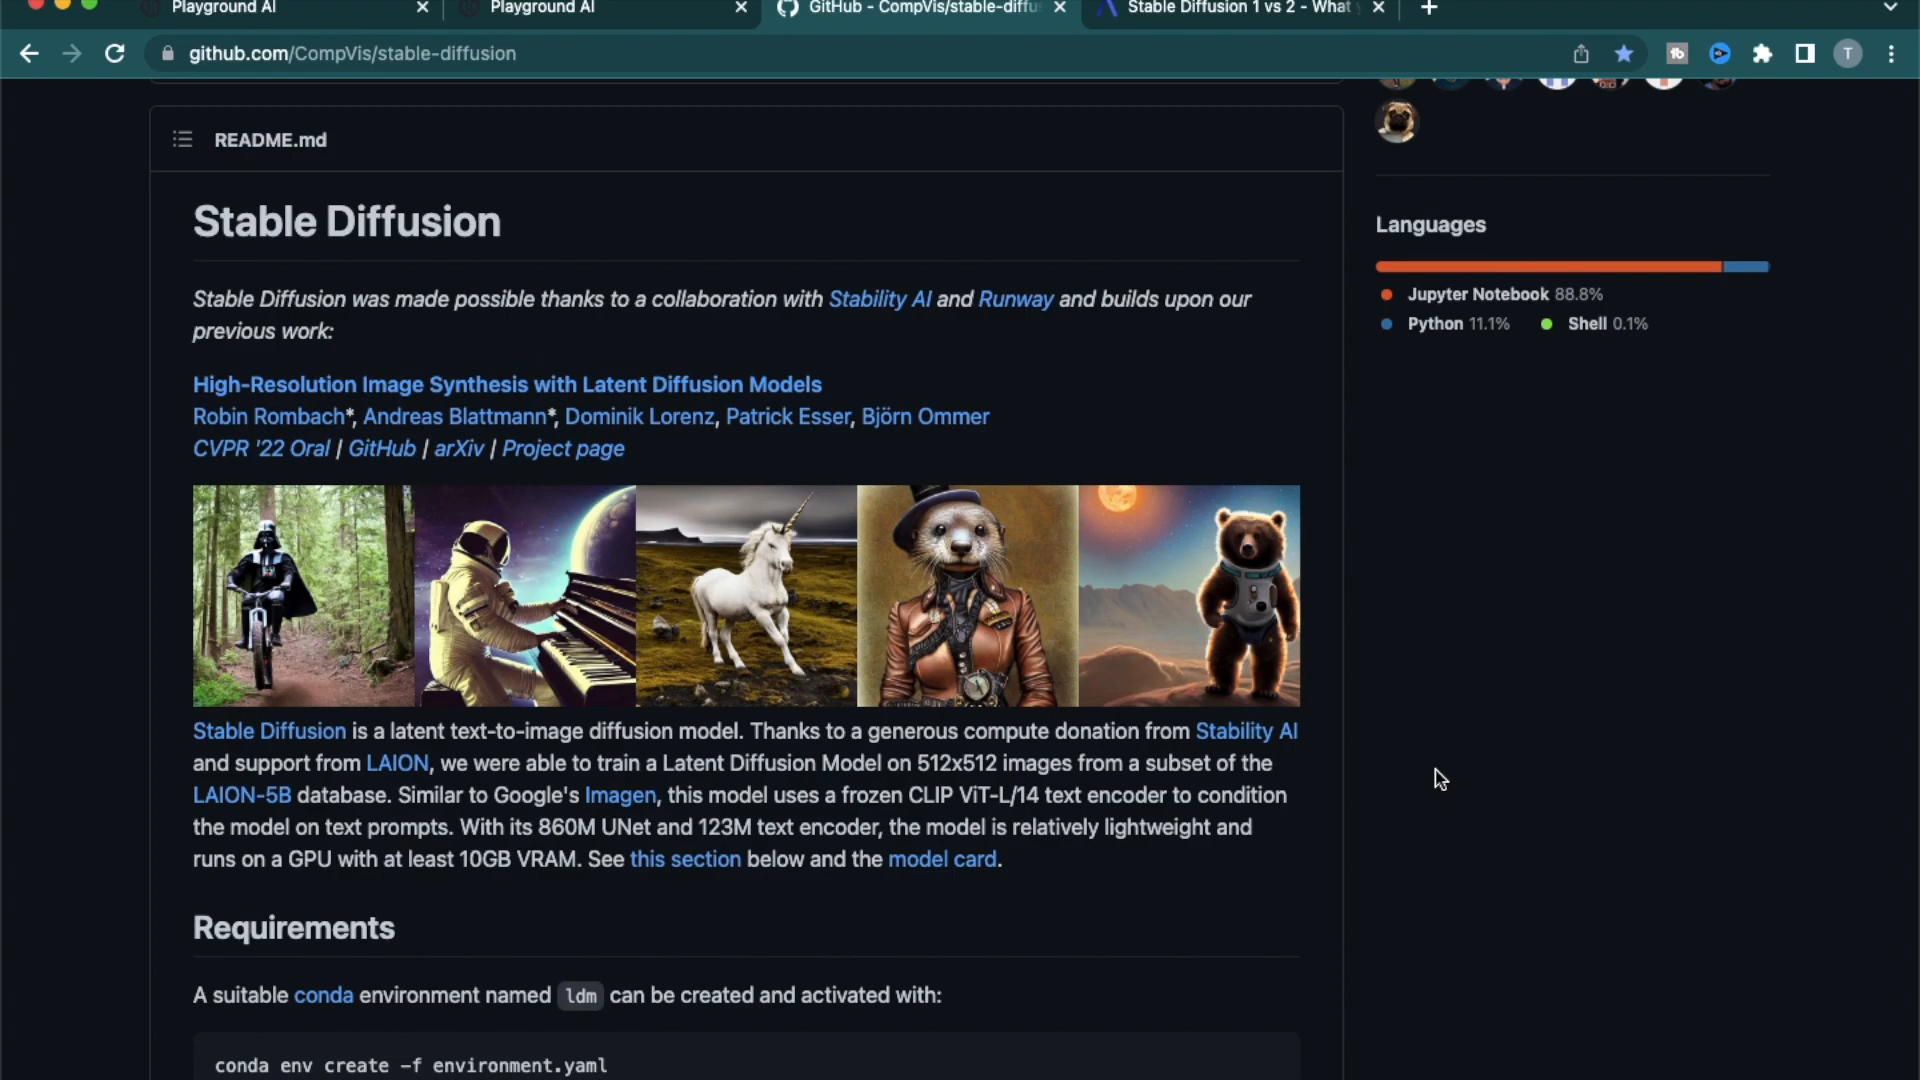 Playground AI
Playground AI
GitHub - CompVis/stable-diffu
Stable Diffusion 1 vs 2 - What
github.com/CompVis/stable-diffusion
T
README.md
Stable Diffusion
Stable Diffusion was made possible thanks to a collaboration with Stability AI and Runway and builds upon our
previous work:
High-Resolution Image Synthesis with Latent Diffusion Models
Robin Rombach*, Andreas Blattmann*, Dominik Lorenz, Patrick Esser, Björn Ommer
CVPR '22 Oral | GitHub | arXiv | Project page
Stable Diffusion is a latent text-to-image diffusion model. Thanks to a generous compute donation from Stability AI
and support from LAION, we were able to train a Latent Diffusion Model on 512x512 images from a subset of the
LAION-5B database. Similar to Google's Imagen, this model uses a frozen CLIP ViT-L/14 text encoder to condition
the model on text prompts. With its 860M UNet and 123M text encoder, the model is relatively lightweight and
runs on a GPU with at least 10GB VRAM. See this section below and the model card.
Requirements
A suitable conda environment named ldm can be created and activated with:
conda env create -f environment.yaml
Languages
Jupyter Notebook 88.8%
Python 11.1% Shell 0.1%